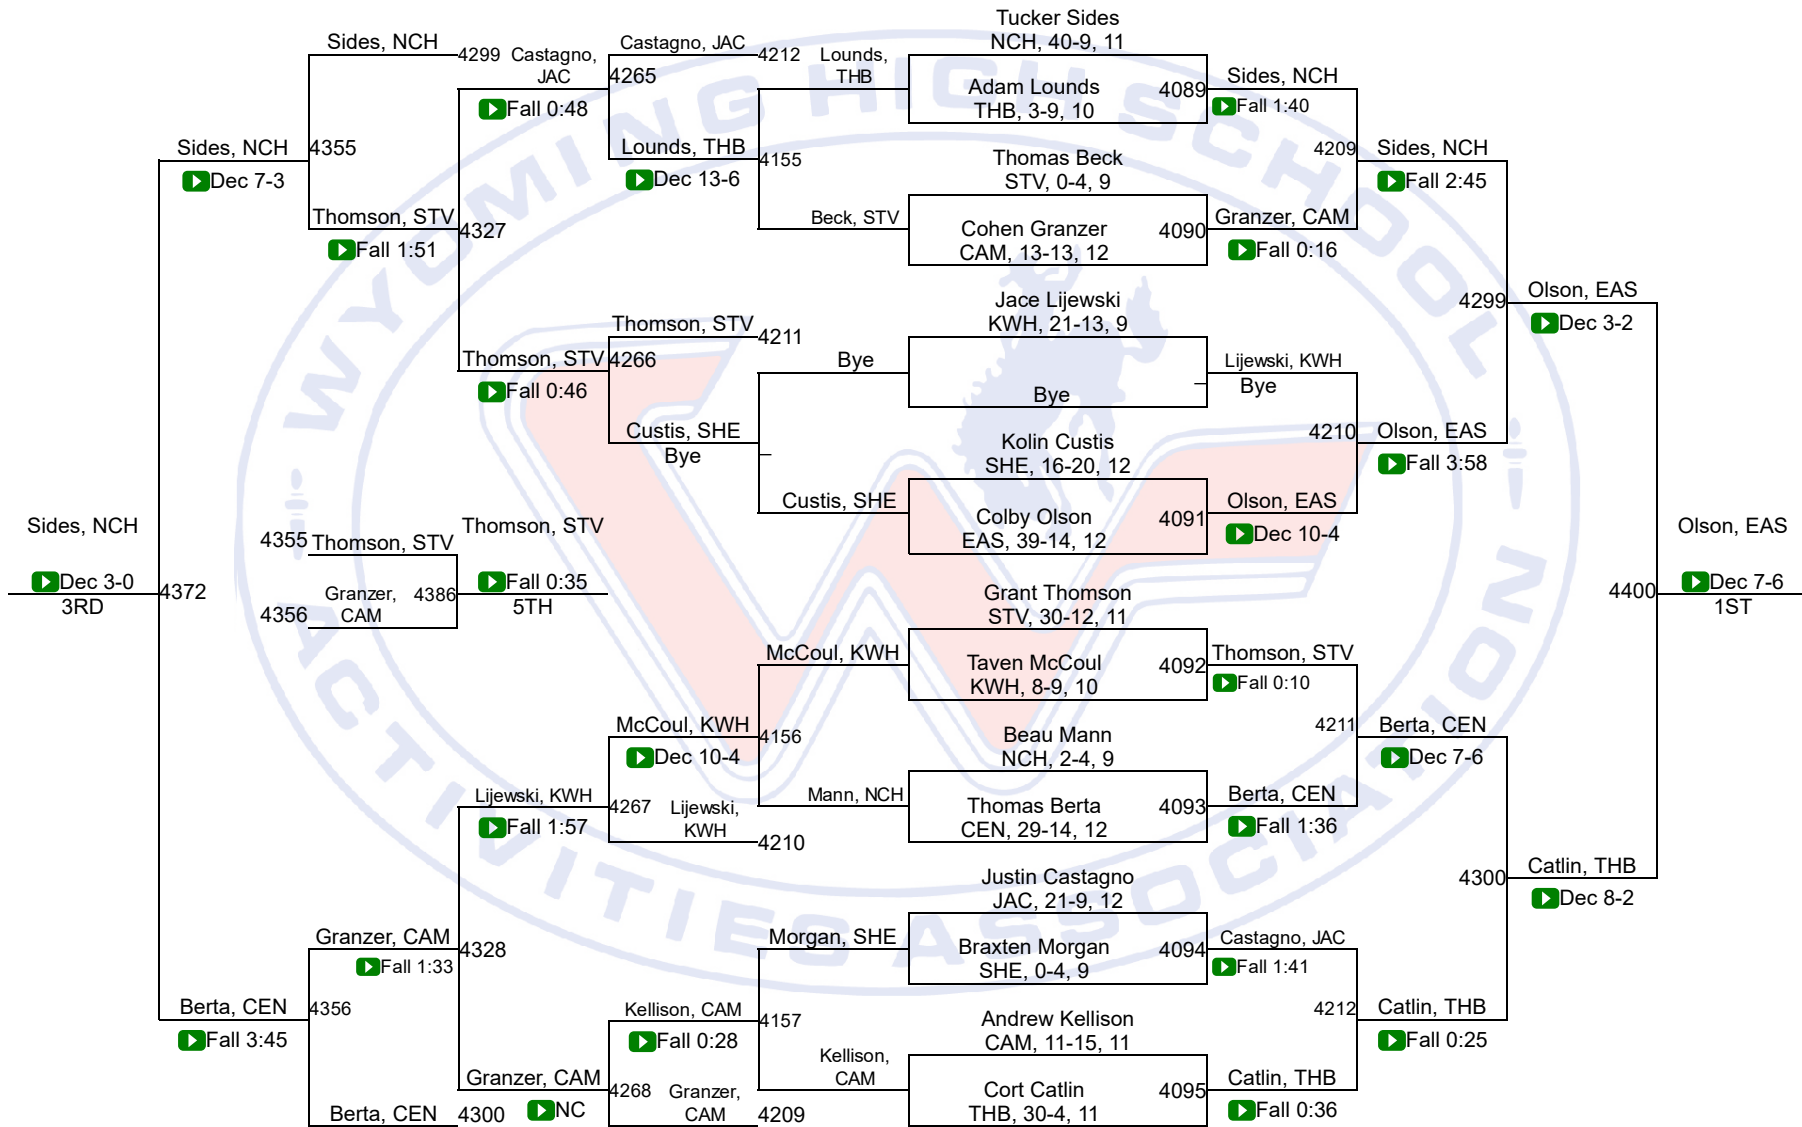 Tucker Sides
NCH, 40-9, 11
Sides, NCH
4299
Castagno,
JAC
Castagno, JAC
4212
Lounds,
THB
4265
Adam Lounds
THB, 3-9, 10
4089
Sides, NCH
Fall 1:40
Fall 0:48
Sides, NCH
Dec 7-3
4355
Lounds, THB
Dec 13-6
4155
Thomas Beck
STV, 0-4, 9
4209
Sides, NCH
Fall 2:45
Thomson, STV
Fall 1:51
4327
Beck, STV
Cohen Granzer
CAM, 13-13, 12
4090
Granzer, CAM
Fall 0:16
Jace Lijewski
KWH, 21-13, 9
4299
Olson, EAS
Dec 3-2
Thomson, STV
4211
Thomson, STV
4266
Fall 0:46
Bye
Bye
Lijewski, KWH
Bye
Custis, SHE
Bye
Kolin Custis
SHE, 16-20, 12
4210
Olson, EAS
Fall 3:58
Custis, SHE
Colby Olson
EAS, 39-14, 12
4091
Olson, EAS
Dec 10-4
Sides, NCH
Dec 3-0
3RD
4372
4355
Thomson, STV
4356
Granzer,
CAM
4386
Thomson, STV
Fall 0:35
5TH
Olson, EAS
4400
Dec 7-6
1ST
Grant Thomson
STV, 30-12, 11
McCoul, KWH
Taven McCoul
KWH, 8-9, 10
4092
Thomson, STV
Fall 0:10
McCoul, KWH
Dec 10-4
4156
Beau Mann
NCH, 2-4, 9
4211
Berta, CEN
Dec 7-6
Lijewski, KWH
Fall 1:57
4267
Lijewski,
KWH
4210
Mann, NCH
Thomas Berta
CEN, 29-14, 12
4093
Berta, CEN
Fall 1:36
Justin Castagno
JAC, 21-9, 12
4300
Catlin, THB
Dec 8-2
Granzer, CAM
Fall 1:33
4328
Morgan, SHE
Braxten Morgan
SHE, 0-4, 9
4094
Castagno, JAC
Fall 1:41
Berta, CEN
Fall 3:45
4356
Kellison, CAM
Fall 0:28
4157
Andrew Kellison
CAM, 11-15, 11
4212
Catlin, THB
Fall 0:25
Kellison,
CAM
Granzer, CAM
NC
4268
Granzer,
CAM
4209
Cort Catlin
THB, 30-4, 11
4095
Catlin, THB
Fall 0:36
Berta, CEN
4300
WYOMING HIGH SCHOOL
ACTIVITIES ASSOCIATION
W